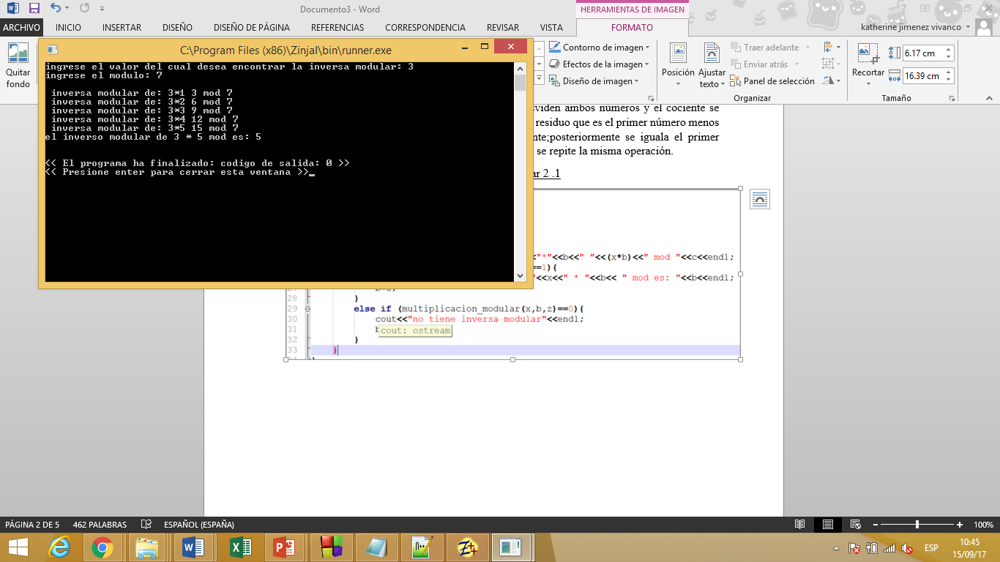 Documento3 - Word
HERRAMIENTAS DE IMAGEN
ARCHIVO INICIO INSERTAR DISEÑO DISEÑO DE PÁGINA REFERENCIAS CORRESPONDENCIA REVISAR VISTA FORMATO
katherine jimenez vivanco
Quitar fondo
Contorno de imagen
Efectos de la imagen
Diseño de imagen
Posición
Ajustar texto
Traer adelante
Enviar atrás
Panel de selección
Organizar
Recortar
6.17 cm
16.39 cm
Tamaño
C:\Program Files (x86)\Zinjal\bin\runner.exe
ingrese el valor del cual desea encontrar la inversa modular: 3
ingrese el modulo: 7
inversa modular de: 3*1 3 mod 7
inversa modular de: 3*2 6 mod 7
inversa modular de: 3*3 9 mod 7
inversa modular de: 3*4 12 mod 7
inversa modular de: 3*5 15 mod 7
el inverso modular de 3 * 5 mod es: 5
<< El programa ha finalizado: codigo de salida: 0 >>
<< Presione enter para cerrar esta ventana >>_
viden ambos números y el cociente se
residuo que es el primer número menos
nte;posteriormente se iguala el primer
se repite la misma operación.
ar 2 .1
<<"*"<<b<<" "<<(x*b)<<" mod "<<c<<endl;
==1){
"<<x<<" * "<<b<< " mod es: "<<b<<endl;
28 }
29 else if (multiplicacion_modular(x,b,z)==0){
30 cout<<"no tiene inversa modular"<<endl;
31 b
cout: ostream
32 }
33 }
PÁGINA 2 DE 5 462 PALABRAS ESPAÑOL (ESPAÑA) 100%
ESP
10:45
15/09/17